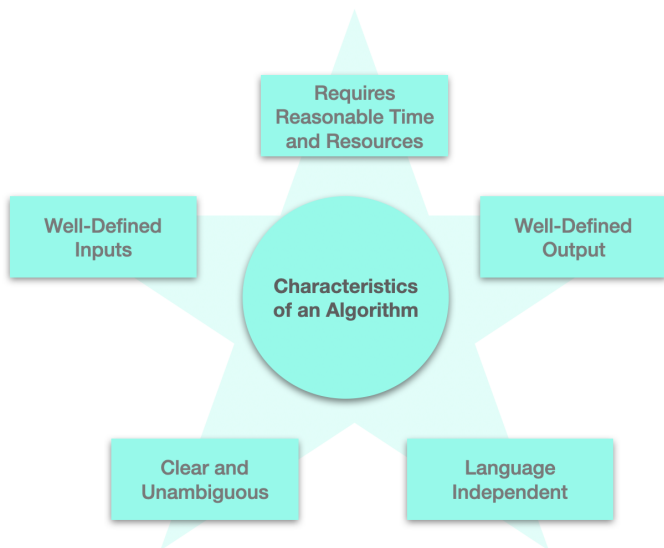 Requires
Reasonable Time
and Resources
Well-Defined
Inputs
Well-Defined
Output
Characteristics
of an Algorithm
Clear and
Unambiguous
Language
Independent